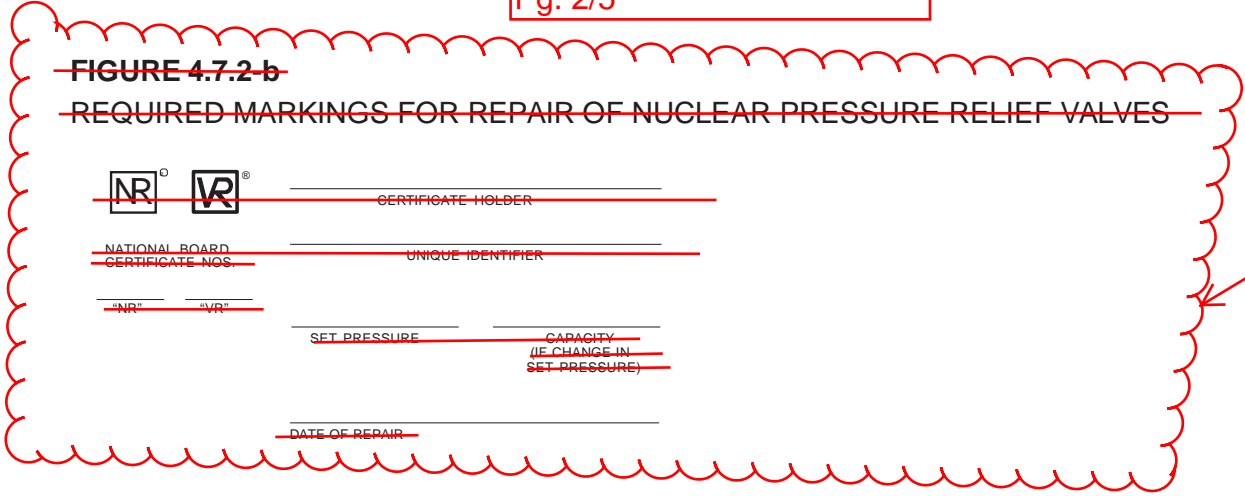 Pg. 2/5
FIGURE 4.7.2-b
REQUIRED MARKINGS FOR REPAIR OF NUCLEAR PRESSURE RELIEF VALVES
NR VR®
CERTIFICATE HOLDER
NATIONAL BOARD
CERTIFICATE NOS.
UNIQUE IDENTIFIER
"NR" "VR"
SET PRESSURE CAPACITY
(IF CHANGE IN
SET PRESSURE)
DATE OF REPAIR